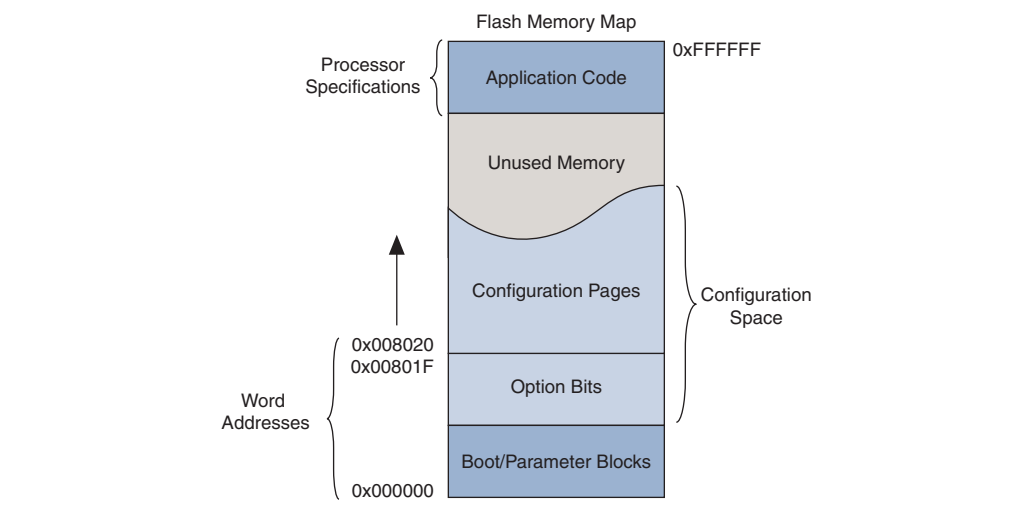 Flash Memory Map
0xFFFFFF
Processor
Specifications
Application Code
Unused Memory
Configuration Pages
Configuration
Space
0x008020
0x00801F
Option Bits
Word
Addresses
Boot/Parameter Blocks
0x000000